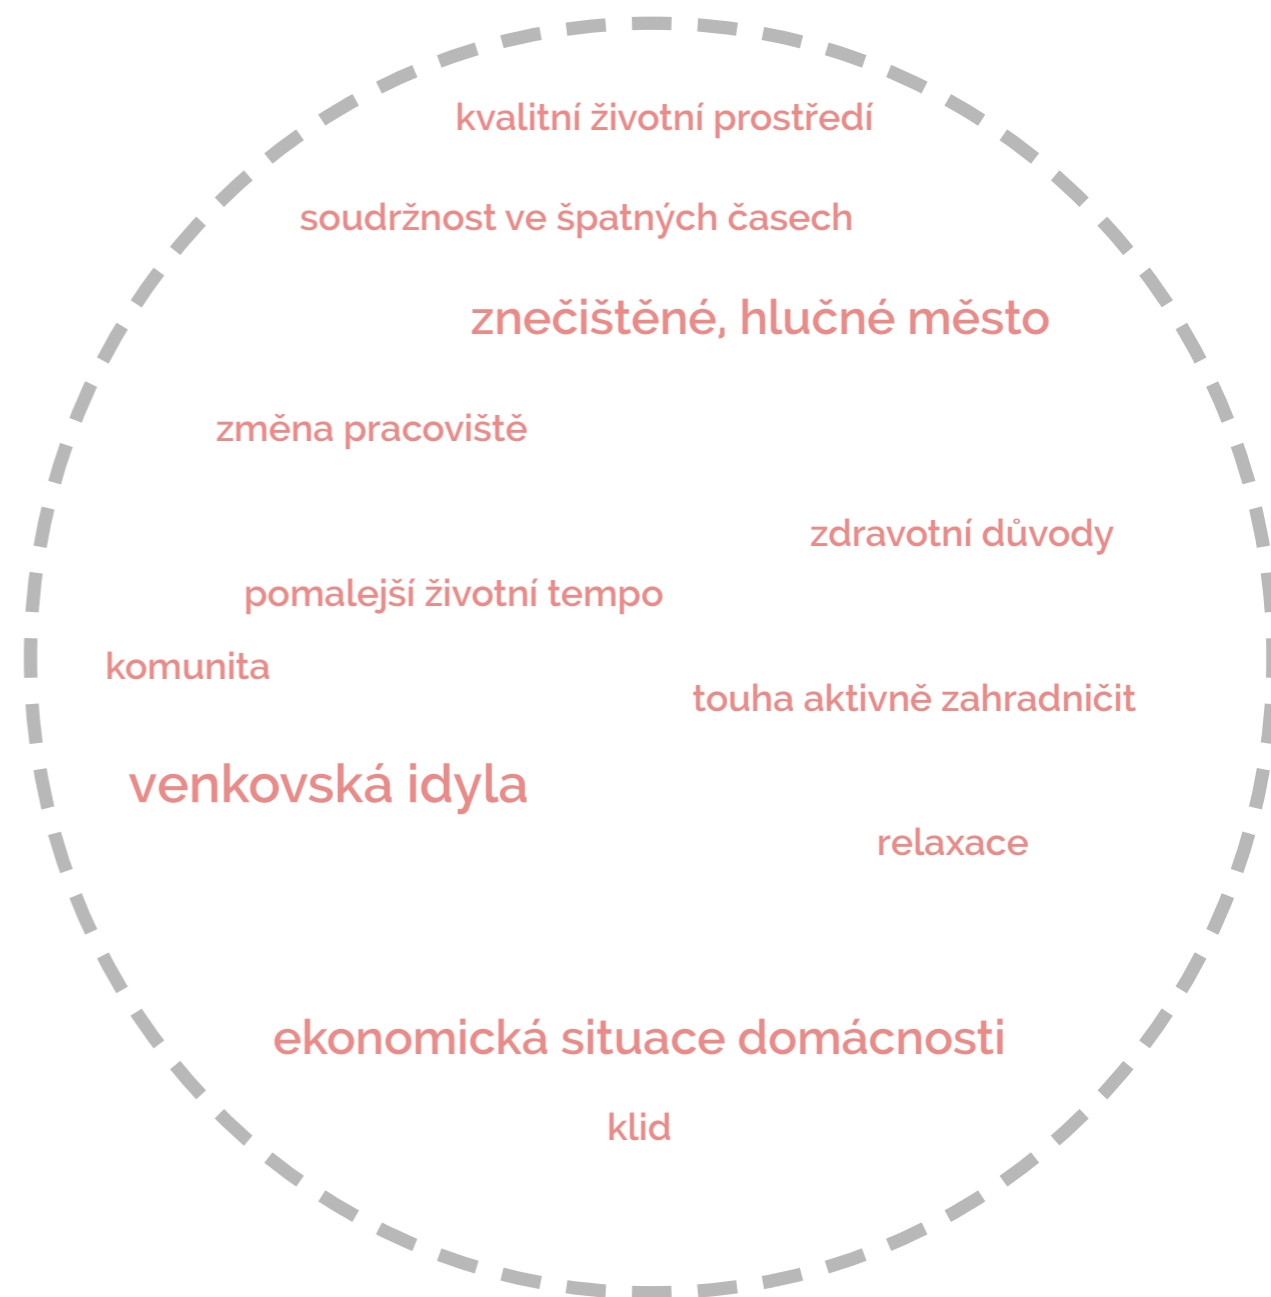 kvalitní životní prostředí
soudržnost ve špatných časech
znečištěné, hlučné město
změna pracoviště
zdravotní důvody
pomalejší životní tempo
komunita
touha aktivně zahradničit
venkovská idyla
relaxace
ekonomická situace domácnosti
klid